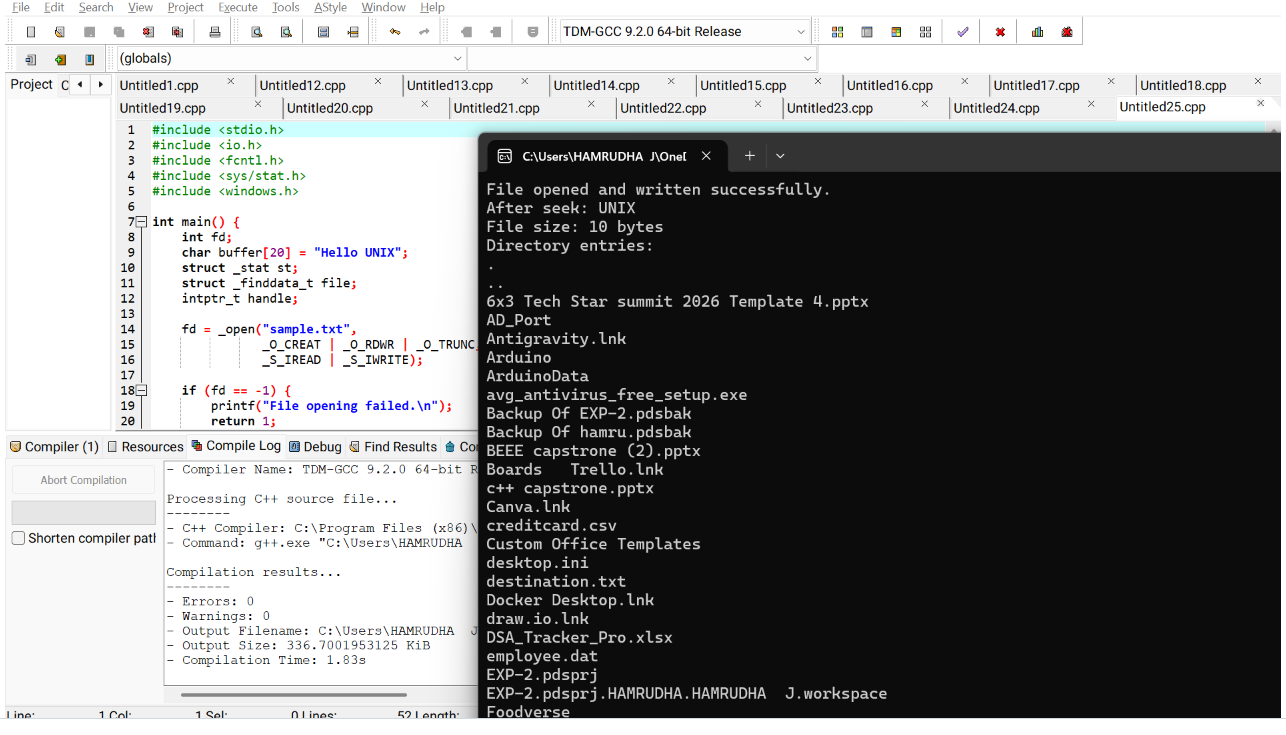 File Edit Search View Project Execute Tools AStyle Window Help
TDM-GCC 9.2.0 64-bit Release
(globals)
Project
Untitled1.cpp Untitled12.cpp Untitled13.cpp Untitled14.cpp Untitled15.cpp Untitled16.cpp Untitled17.cpp Untitled18.cpp
Untitled19.cpp Untitled20.cpp Untitled21.cpp Untitled22.cpp Untitled23.cpp Untitled24.cpp Untitled25.cpp
1 #include <stdio.h>
2 #include <io.h>
3 #include <fcntl.h>
4 #include <sys/stat.h>
5 #include <windows.h>
6
7 int main() {
8 int fd;
9 char buffer[20] = "Hello UNIX";
10 struct _stat st;
11 struct _finddata_t file;
12 intptr_t handle;
13
14 fd = _open("sample.txt",
15 _O_CREAT | _O_RDWR | _O_TRUNC,
16 _S_IREAD | _S_IWRITE);
17
18 if (fd == -1) {
19 printf("File opening failed.\n");
20 return 1;
Compiler (1) Resources Compile Log Debug Find Results
Abort Compilation
Shorten compiler pat
- Compiler Name: TDM-GCC 9.2.0 64-bit R
Processing C++ source file...
--------
- C++ Compiler: C:\Program Files (x86)\
- Command: g++.exe "C:\Users\HAMRUDHA
Compilation results...
--------
- Errors: 0
- Warnings: 0
- Output Filename: C:\Users\HAMRUDHA J
- Output Size: 336.7001953125 KiB
- Compilation Time: 1.83s
Line: 1 Col: 1 Sel: 0 Lines: 52 Length:
C:\Users\HAMRUDHA J\One
File opened and written successfully.
After seek: UNIX
File size: 10 bytes
Directory entries:
.
..
6x3 Tech Star summit 2026 Template 4.pptx
AD_Port
Antigravity.lnk
Arduino
ArduinoData
avg_antivirus_free_setup.exe
Backup Of EXP-2.pdsbak
Backup Of hamru.pdsbak
BEEE capstrone (2).pptx
Boards   Trello.lnk
c++ capstrone.pptx
Canva.lnk
creditcard.csv
Custom Office Templates
desktop.ini
destination.txt
Docker Desktop.lnk
draw.io.lnk
DSA_Tracker_Pro.xlsx
employee.dat
EXP-2.pdsprj
EXP-2.pdsprj.HAMRUDHA.HAMRUDHA  J.workspace
Foodverse